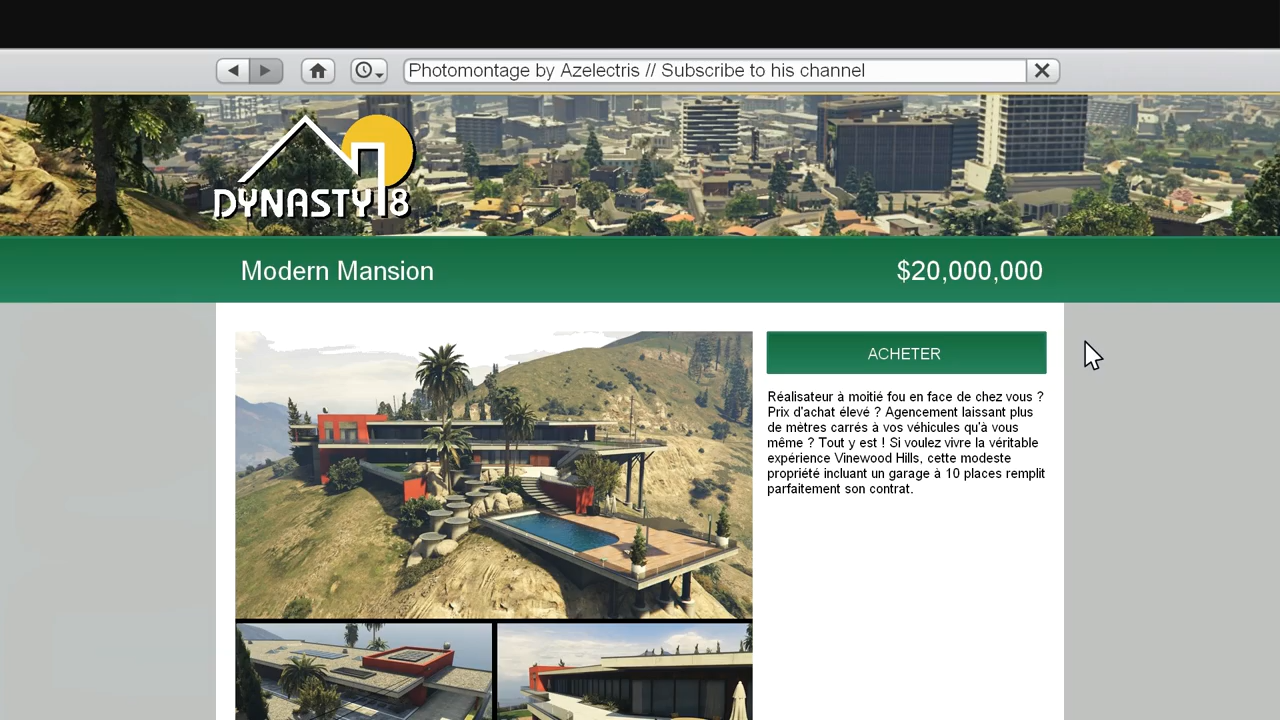 Photomontage by Azelectris // Subscribe to his channel
DYNASTY 8
Modern Mansion
$20,000,000
ACHETER
Réalisateur à moitié fou en face de chez vous ?
Prix d'achat élevé ? Agencement laissant plus
de mètres carrés à vos véhicules qu'à vous
même ? Tout y est ! Si voulez vivre la véritable
expérience Vinewood Hills, cette modeste
propriété incluant un garage à 10 places remplit
parfaitement son contrat.